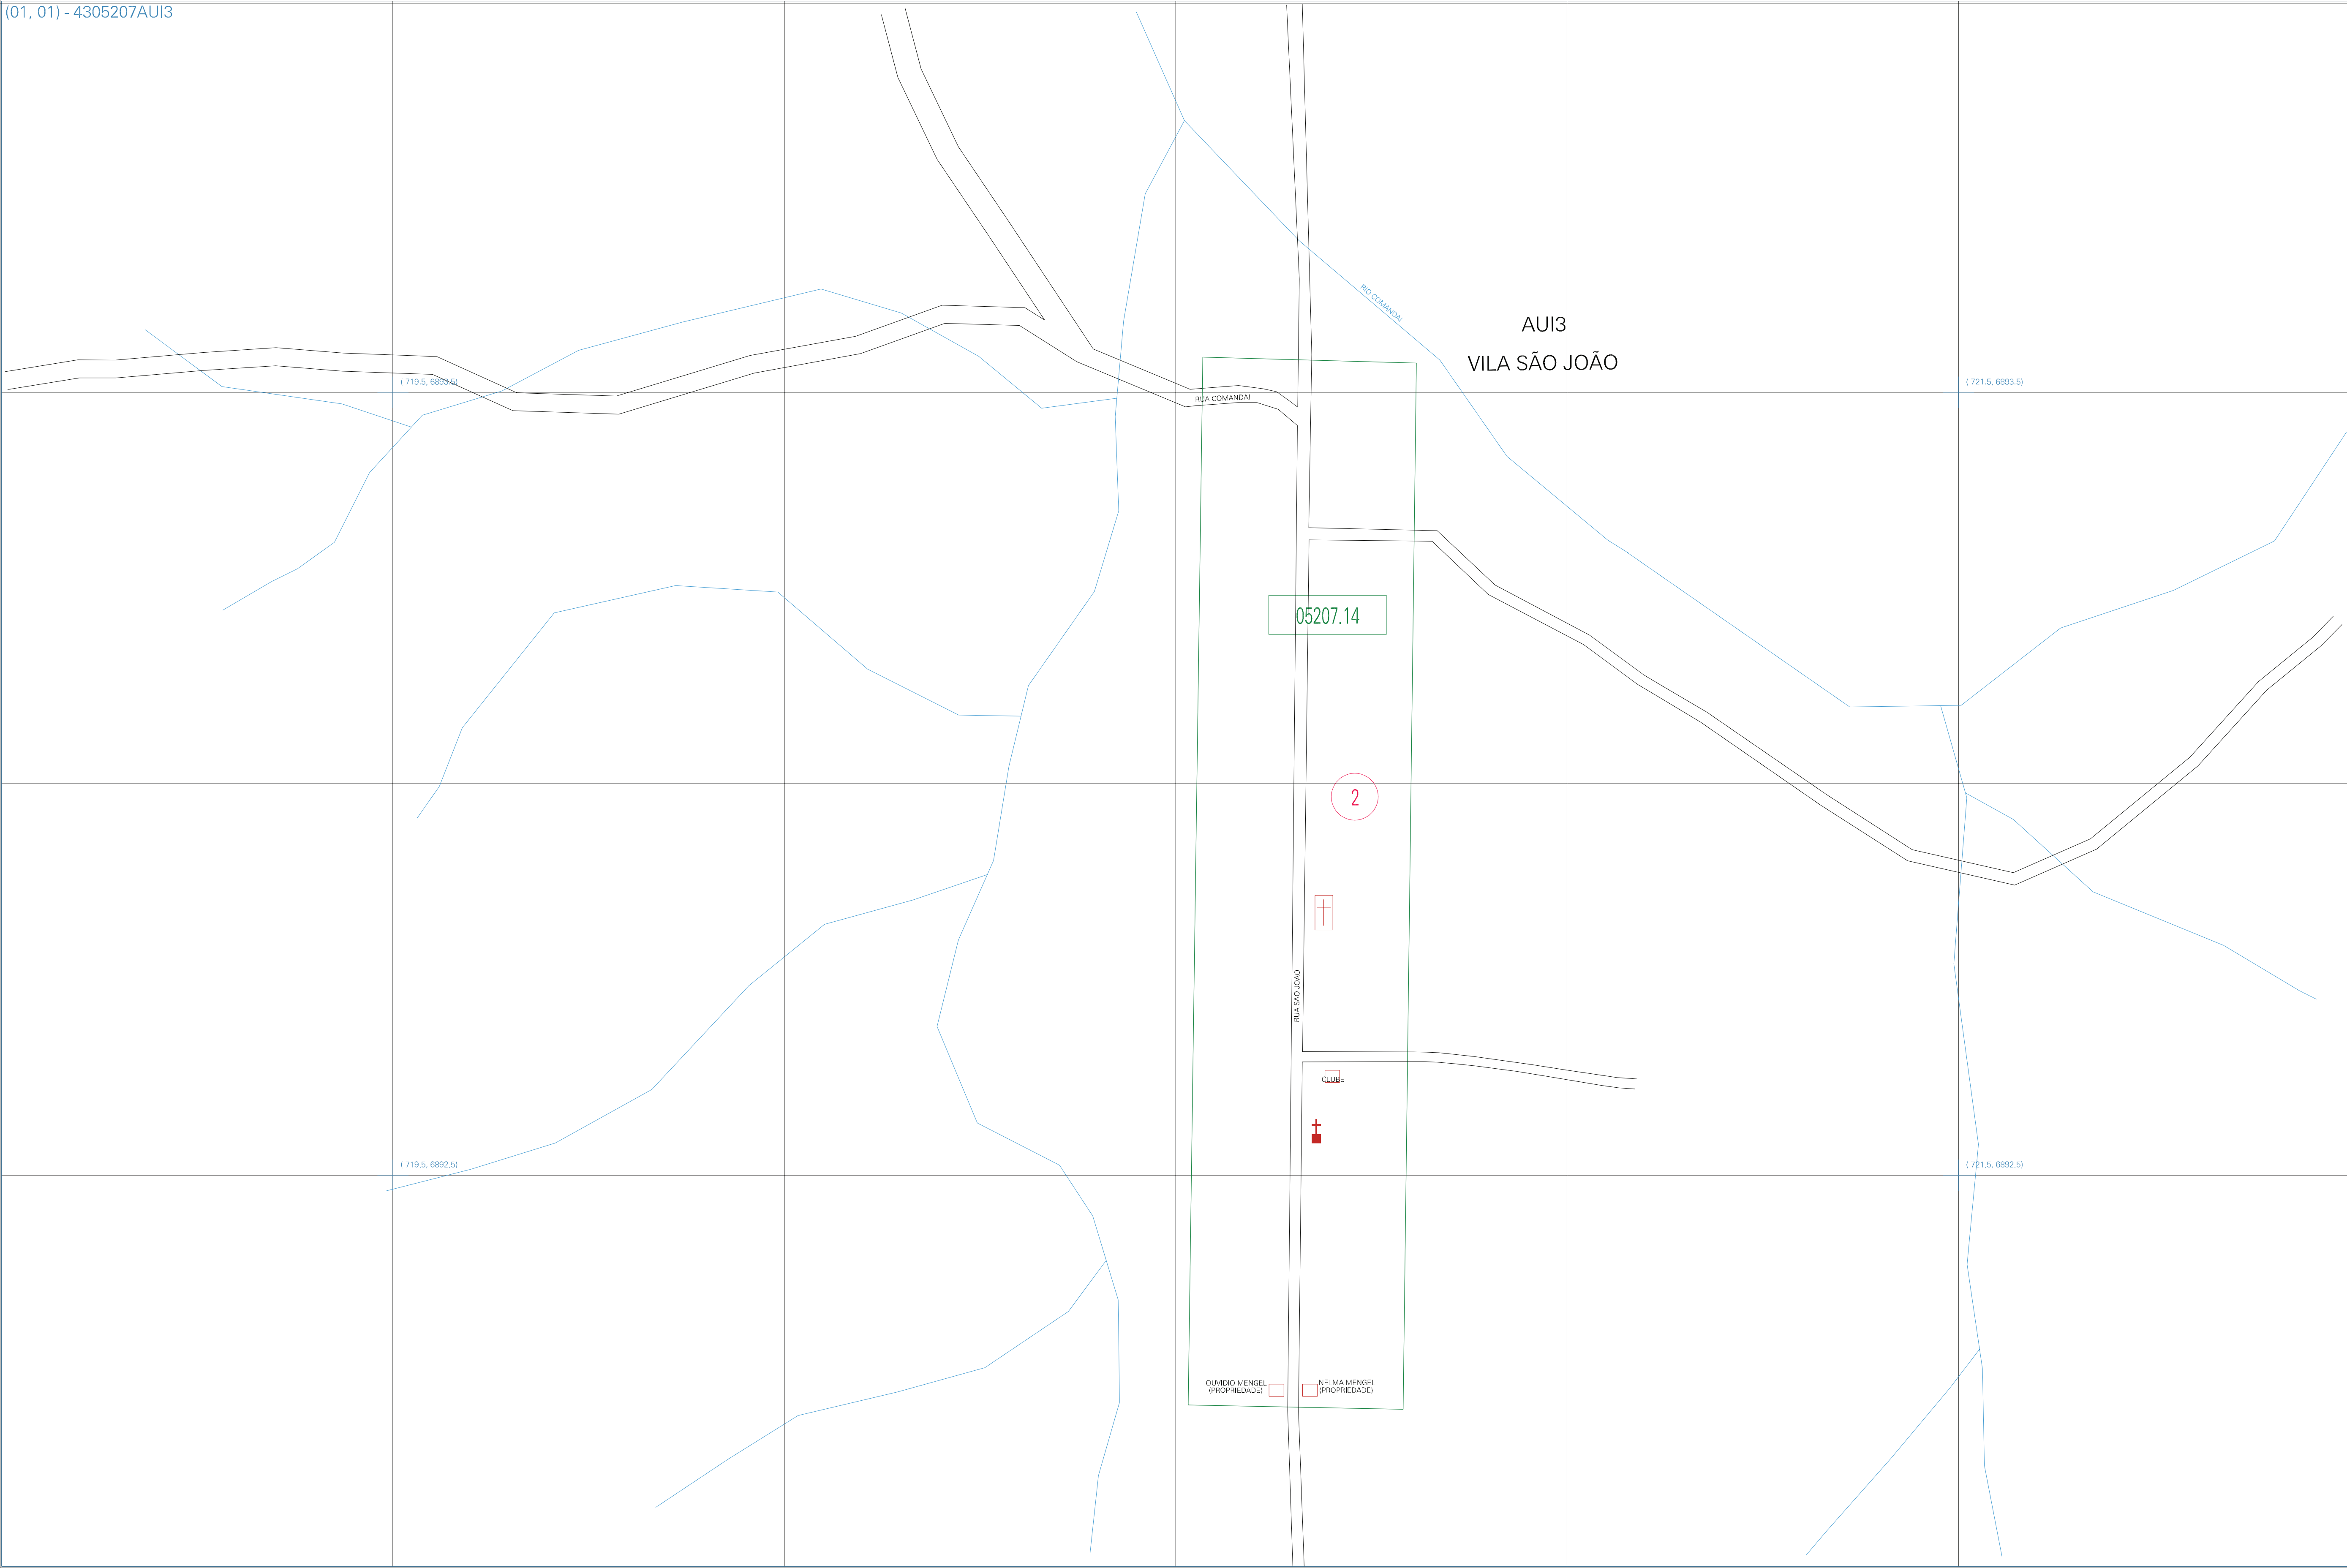 (01, 01) - 4305207AUI3
RIO COMANDAI
AUI3
VILA SÃO JOÃO
( 719.5, 6893.5)
( 721.5, 6893.5)
RUA COMANDAI
05207.14
2
RUA SAO JOAO
CLUBE
( 719.5, 6892.5)
( 721.5, 6892.5)
OUVIDIO MENGEL
(PROPRIEDADE)
NELMA MENGEL
(PROPRIEDADE)